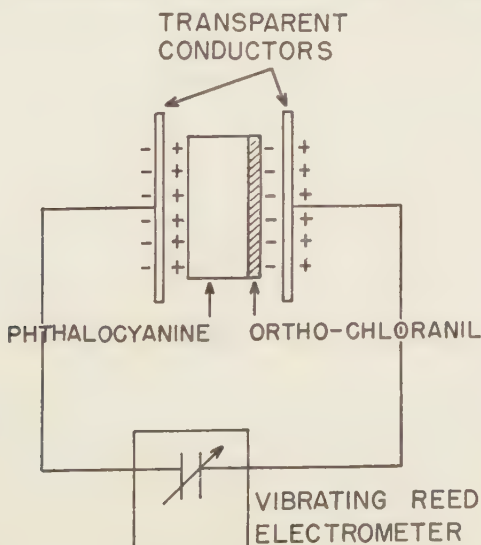 TRANSPARENT
CONDUCTORS
- + - +
- + - +
- + - +
- + - +
- + - +
- + - +
PHTHALOCYANINE ORTHO-CHLORANIL
VIBRATING REED
ELECTROMETER